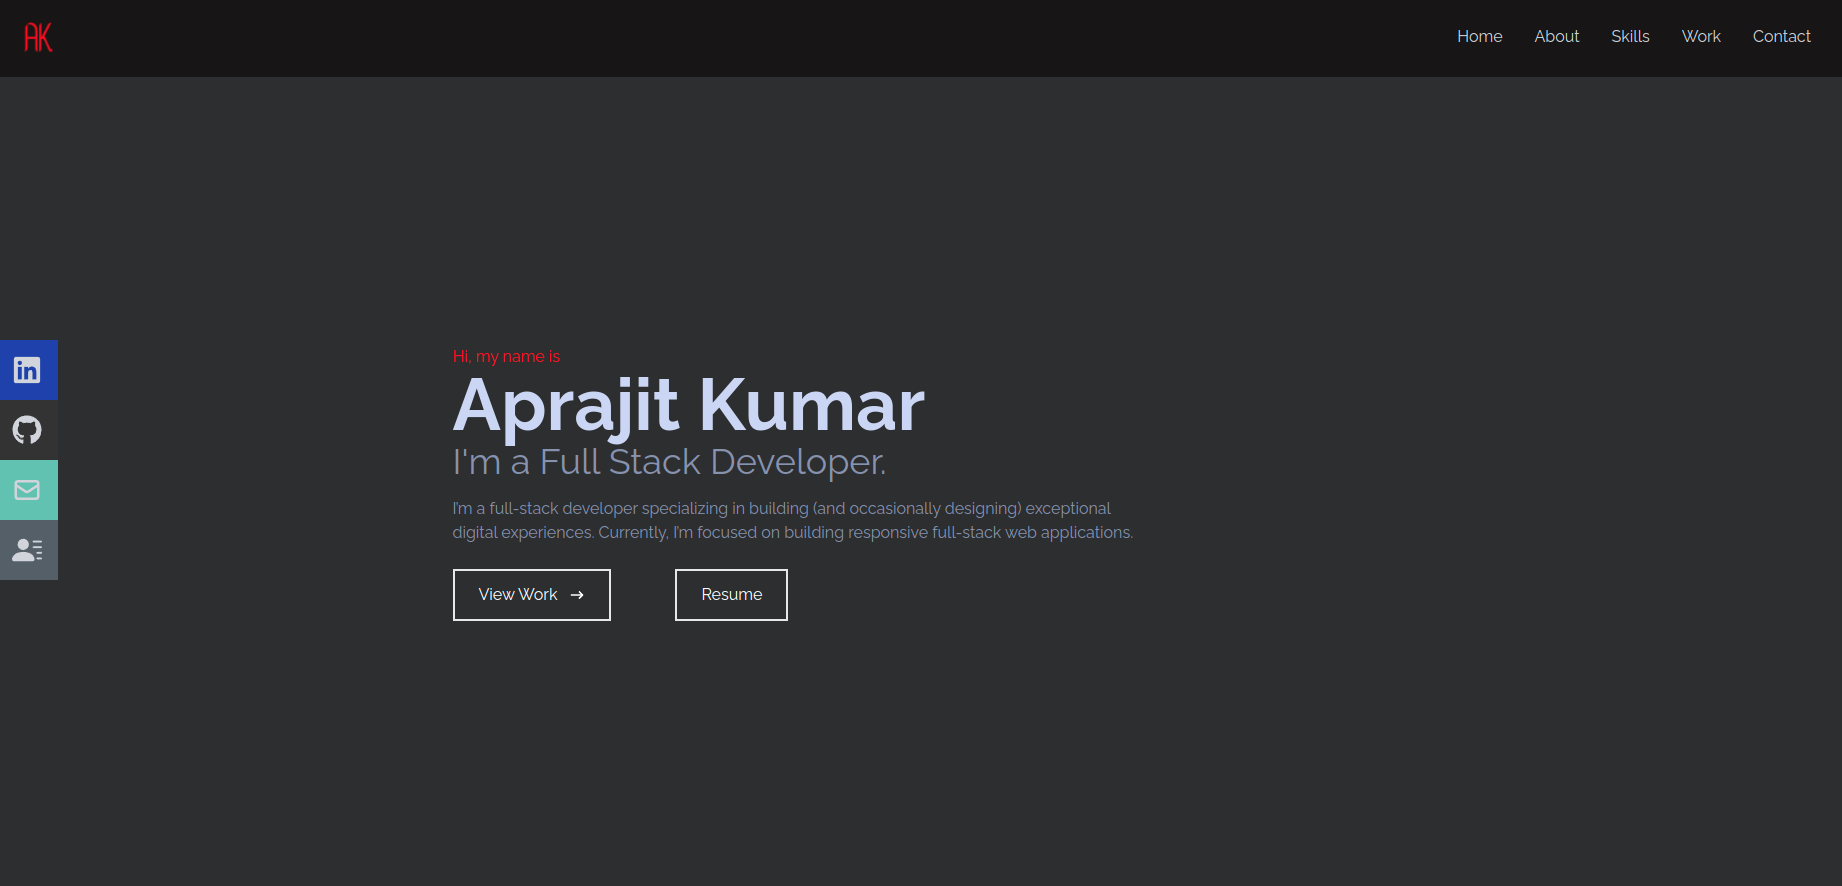 AK
Home About Skills Work Contact
in
Hi, my name is
Aprajit Kumar
I'm a Full Stack Developer.
I'm a full-stack developer specializing in building (and occasionally designing) exceptional
digital experiences. Currently, I'm focused on building responsive full-stack web applications.
View Work → Resume